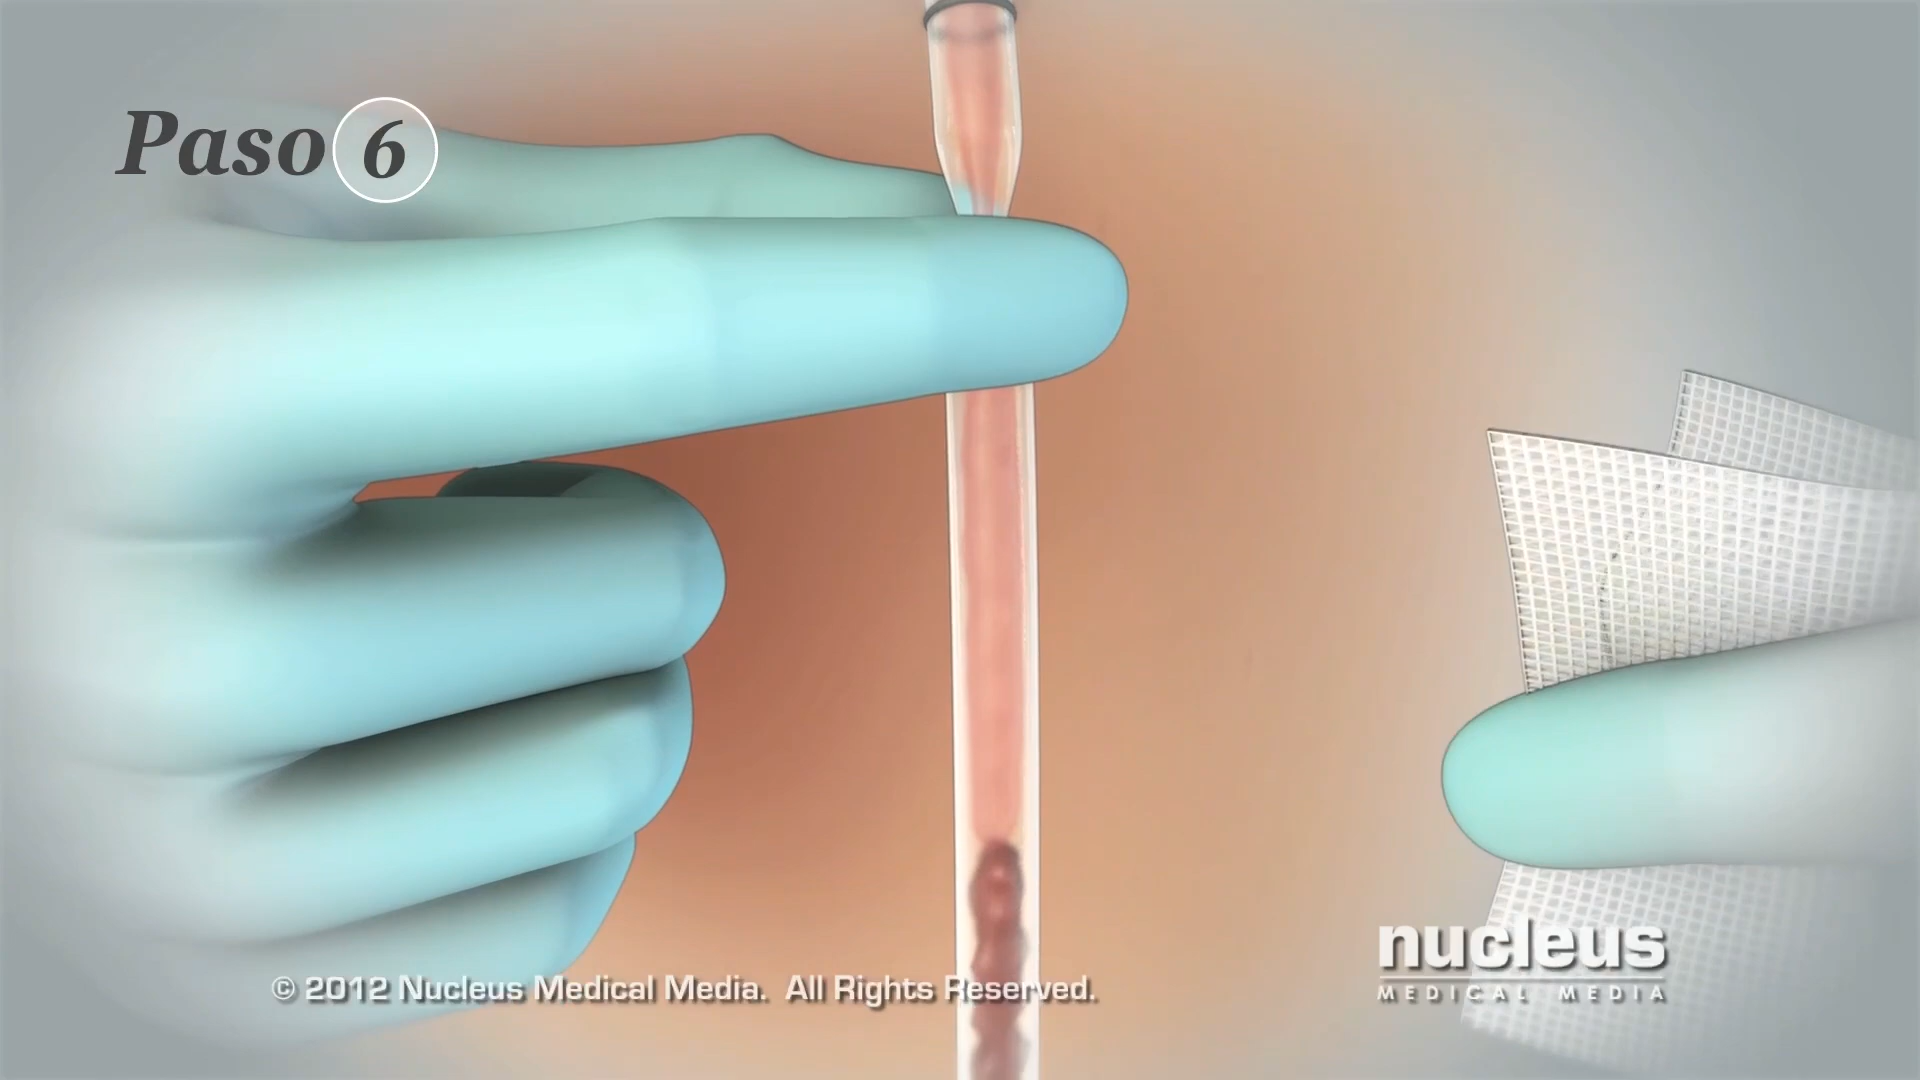 Paso 6
© 2012 Nucleus Medical Media. All Rights Reserved.
nucleus
MEDICAL MEDIA